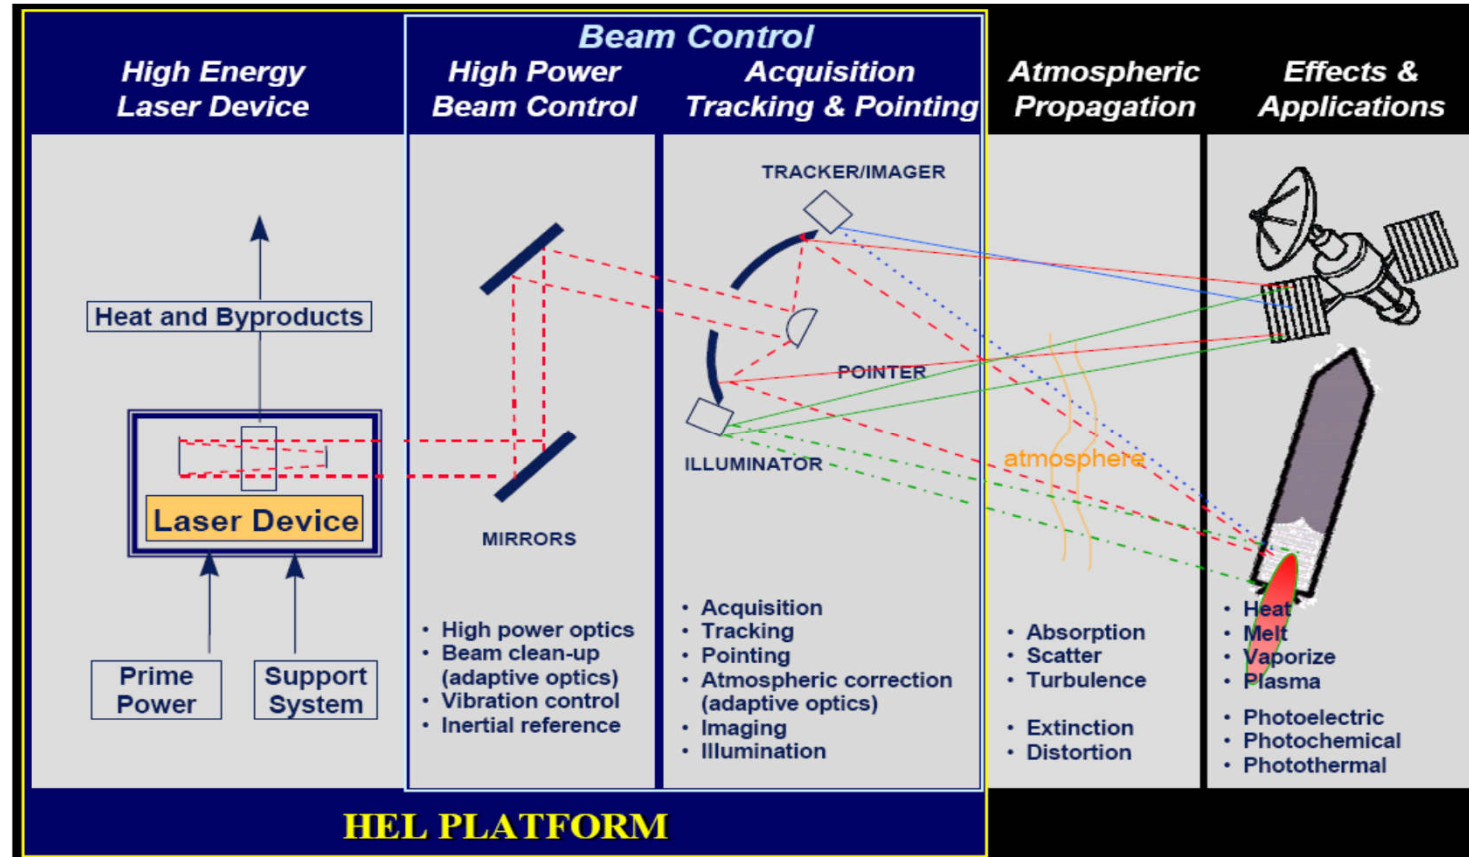 Beam Control
High Energy
Laser Device
High Power
Beam Control
Acquisition
Tracking & Pointing
Atmospheric
Propagation
Effects &
Applications
Heat and Byproducts
Laser Device
Prime
Power
Support
System
MIRRORS
• High power optics
• Beam clean-up
(adaptive optics)
• Vibration control
• Inertial reference
TRACKER/IMAGER
POINTER
ILLUMINATOR
• Acquisition
• Tracking
• Pointing
• Atmospheric correction
(adaptive optics)
• Imaging
• Illumination
atmosphere
• Absorption
• Scatter
• Turbulence
• Extinction
• Distortion
• Heat
• Melt
• Vaporize
• Plasma
• Photoelectric
• Photochemical
• Photothermal
HEL PLATFORM